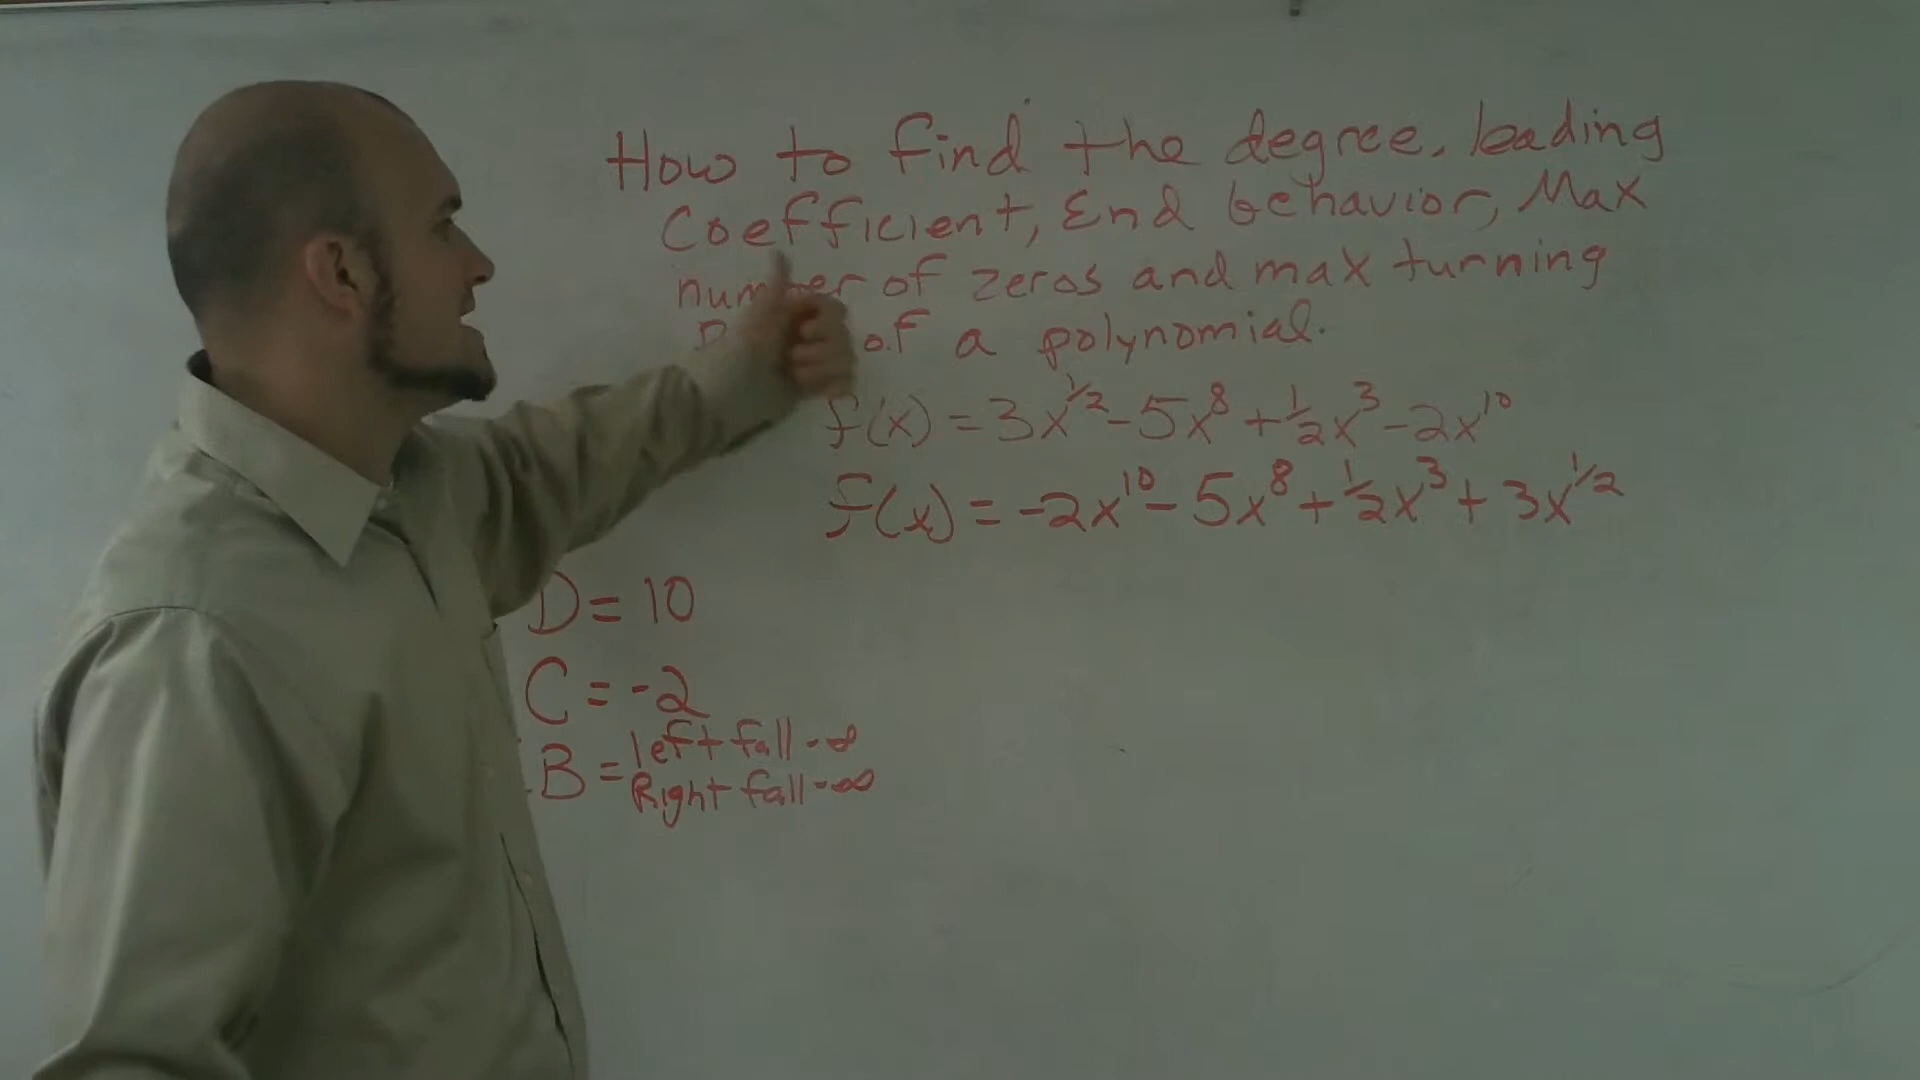 How to find the degree, leading
Coefficient, End behavior, Max
number of zeros and max turning
of a polynomial.
f(x) = 3x^1/2 - 5x^8 + 1/2x^3 - 2x^10
f(x) = -2x^10 - 5x^8 + 1/2x^3 + 3x^1/2
D = 10
C = -2
B = left fall -∞
Right fall -∞